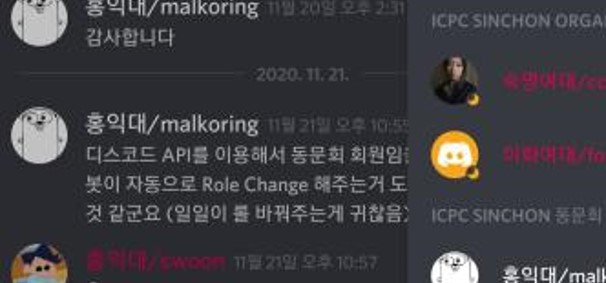 홍익대/malkoring 11월 20일 오후 2:31
감사합니다
2020. 11. 21.
홍익대/malkoring 11월 21일 오후 10:55
디스코드 API를 이용해서 동문회 회원임
봇이 자동으로 Role Change 해주는거 도
것 같군요 (일일이 롤 바꿔주는게 귀찮음)
홍익대/swoon 11월 21일 오후 10:57
ICPC SINCHON ORGA
숙명여대/cc
이화여대/fo
ICPC SINCHON 동문회
홍익대/malk